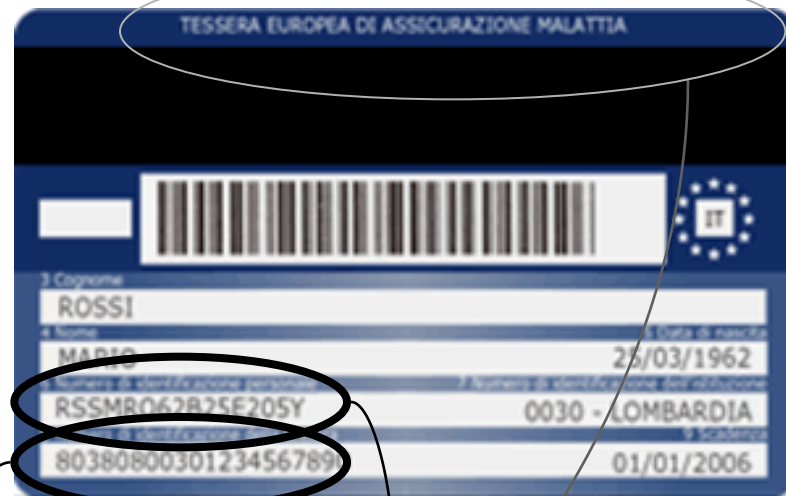 TESSERA EUROPEA DI ASSICURAZIONE MALATTIA
IT
3 Cognome
ROSSI
4 Nome 5 Data di nascita
MARIO 25/03/1962
6 Numero di identificazione personale 7 Numero di identificazione dell'istituzione
RSSMRO62B25E205Y 0030 - LOMBARDIA
di identificazione 9 Scadenza
01/01/2006